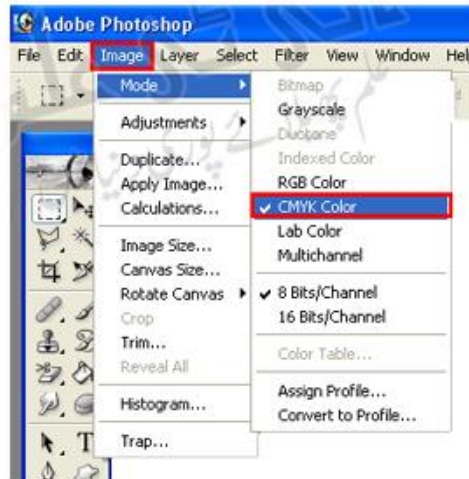 Adobe Photoshop
File Edit Image Layer Select Filter View Window Hel
Mode
Adjustments
Duplicate...
Apply Image...
Calculations...
Image Size...
Canvas Size...
Rotate Canvas
Crop
Trim...
Reveal All
Histogram...
Trap...
Bitmap
Grayscale
Duotone
Indexed Color
RGB Color
CMYK Color
Lab Color
Multichannel
8 Bits/Channel
16 Bits/Channel
Color Table...
Assign Profile...
Convert to Profile...